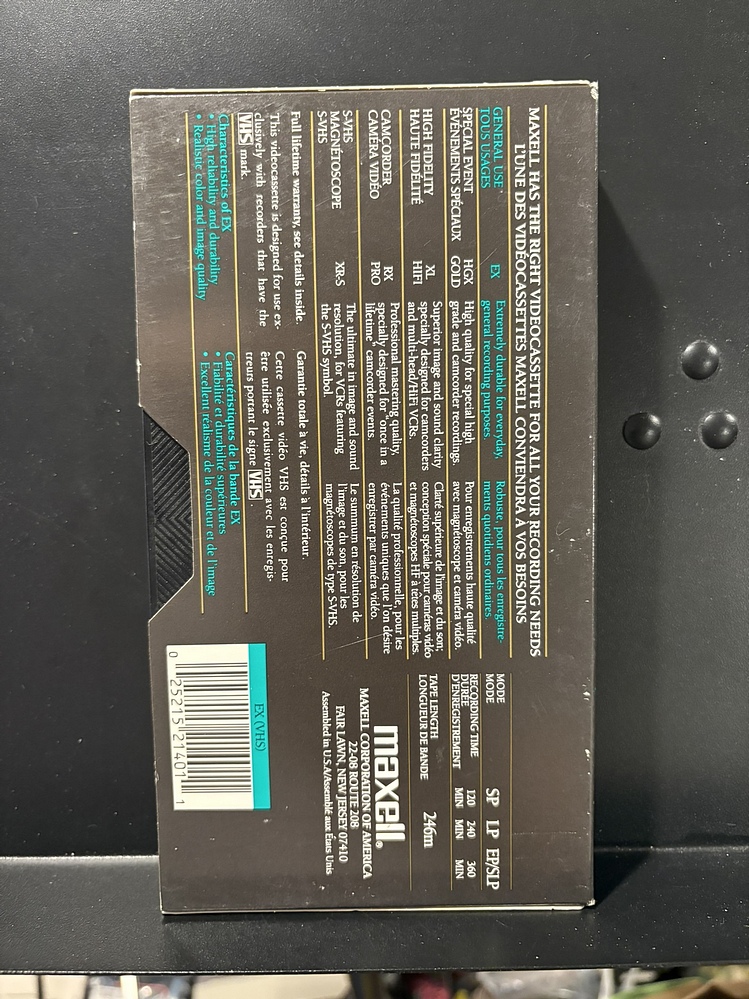 MAXELL HAS THE RIGHT VIDEOCASSETTE FOR ALL YOUR RECORDING NEEDS
L'UNE DES VIDÉOCASSETTES MAXELL CONVIENDRA À VOS BESOINS
GENERAL USE
TOUS USAGES
EX
Extremely durable for everyday,
general recording purposes.
Robuste, pour tous les enregistre-
ments quotidiens ordinaires.
SPECIAL EVENT
ÉVÉNEMENTS SPÉCIAUX
HGX
GOLD
High quality for special high
grade and camcorder recordings.
Pour enregistrements haute qualité
avec magnétoscope et caméra vidéo.
HIGH FIDELITY
HAUTE FIDÉLITÉ
XL
HIFI
Superior image and sound clarity
specially designed for camcorders
and multi-head/HiFi VCRs.
Clarté supérieure de l'image et du son;
conception spéciale pour caméras vidéo
et magnétoscopes HF à têtes multiples.
CAMCORDER
CAMÉRA VIDÉO
RX
PRO
Professional mastering quality,
specially designed for "once in a
lifetime" camcorder events.
La qualité professionnelle, pour les
événements uniques que l'on désire
enregistrer par caméra vidéo.
S-VHS
MAGNÉTOSCOPE
S-VHS
XR-S
The ultimate in image and sound
resolution, for VCRs featuring
the S-VHS symbol.
Le summum en résolution de
l'image et du son, pour les
magnétoscopes de type S-VHS.
Full lifetime warranty, see details inside.
This videocassette is designed for use ex-
clusively with recorders that have the
VHS mark.
Garantie totale à vie, détails à l'intérieur.
Cette cassette vidéo VHS est conçue pour
être utilisée exclusivement avec les enregis-
treurs portant le signe VHS.
Characteristics of EX
• High reliability and durability
• Realistic color and image quality
Caractéristiques de la bande EX
• Fiabilité et durabilité supérieures
• Excellent réalisme de la couleur et de l'image
MODE
MODE
SP LP EP/SLP
RECORDING TIME
DURÉE
D'ENREGISTREMENT
120 240 360
MIN MIN MIN
TAPE LENGTH
LONGUEUR DE BANDE
246m
maxell®
MAXELL CORPORATION OF AMERICA
22-08 ROUTE 208
FAIR LAWN, NEW JERSEY 07410
Assembled in U.S.A/Assemblé aux États Unis
EX (VHS)
0 25215 21401 1